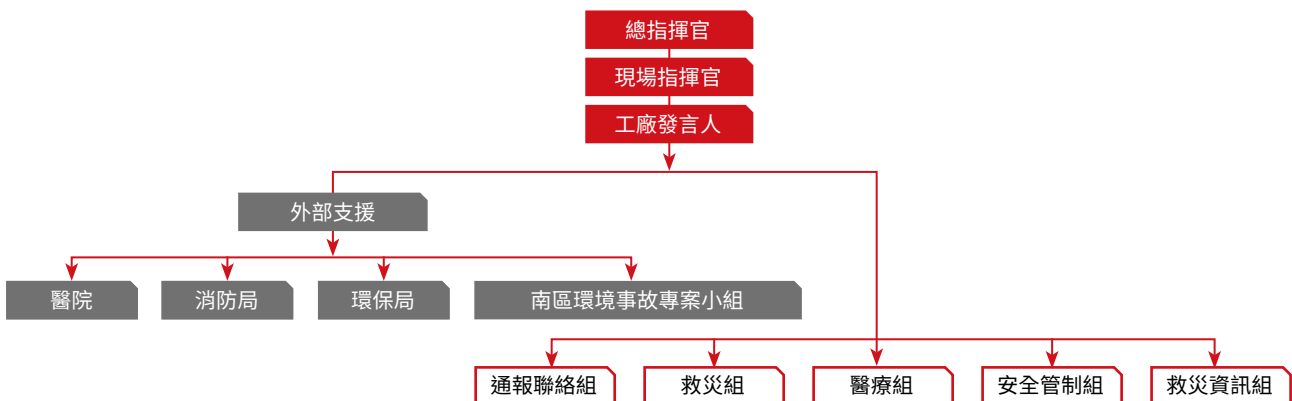 總指揮官
現場指揮官
工廠發言人
外部支援
醫院
消防局
環保局
南區環境事故專案小組
通報聯絡組
救災組
醫療組
安全管制組
救災資訊組